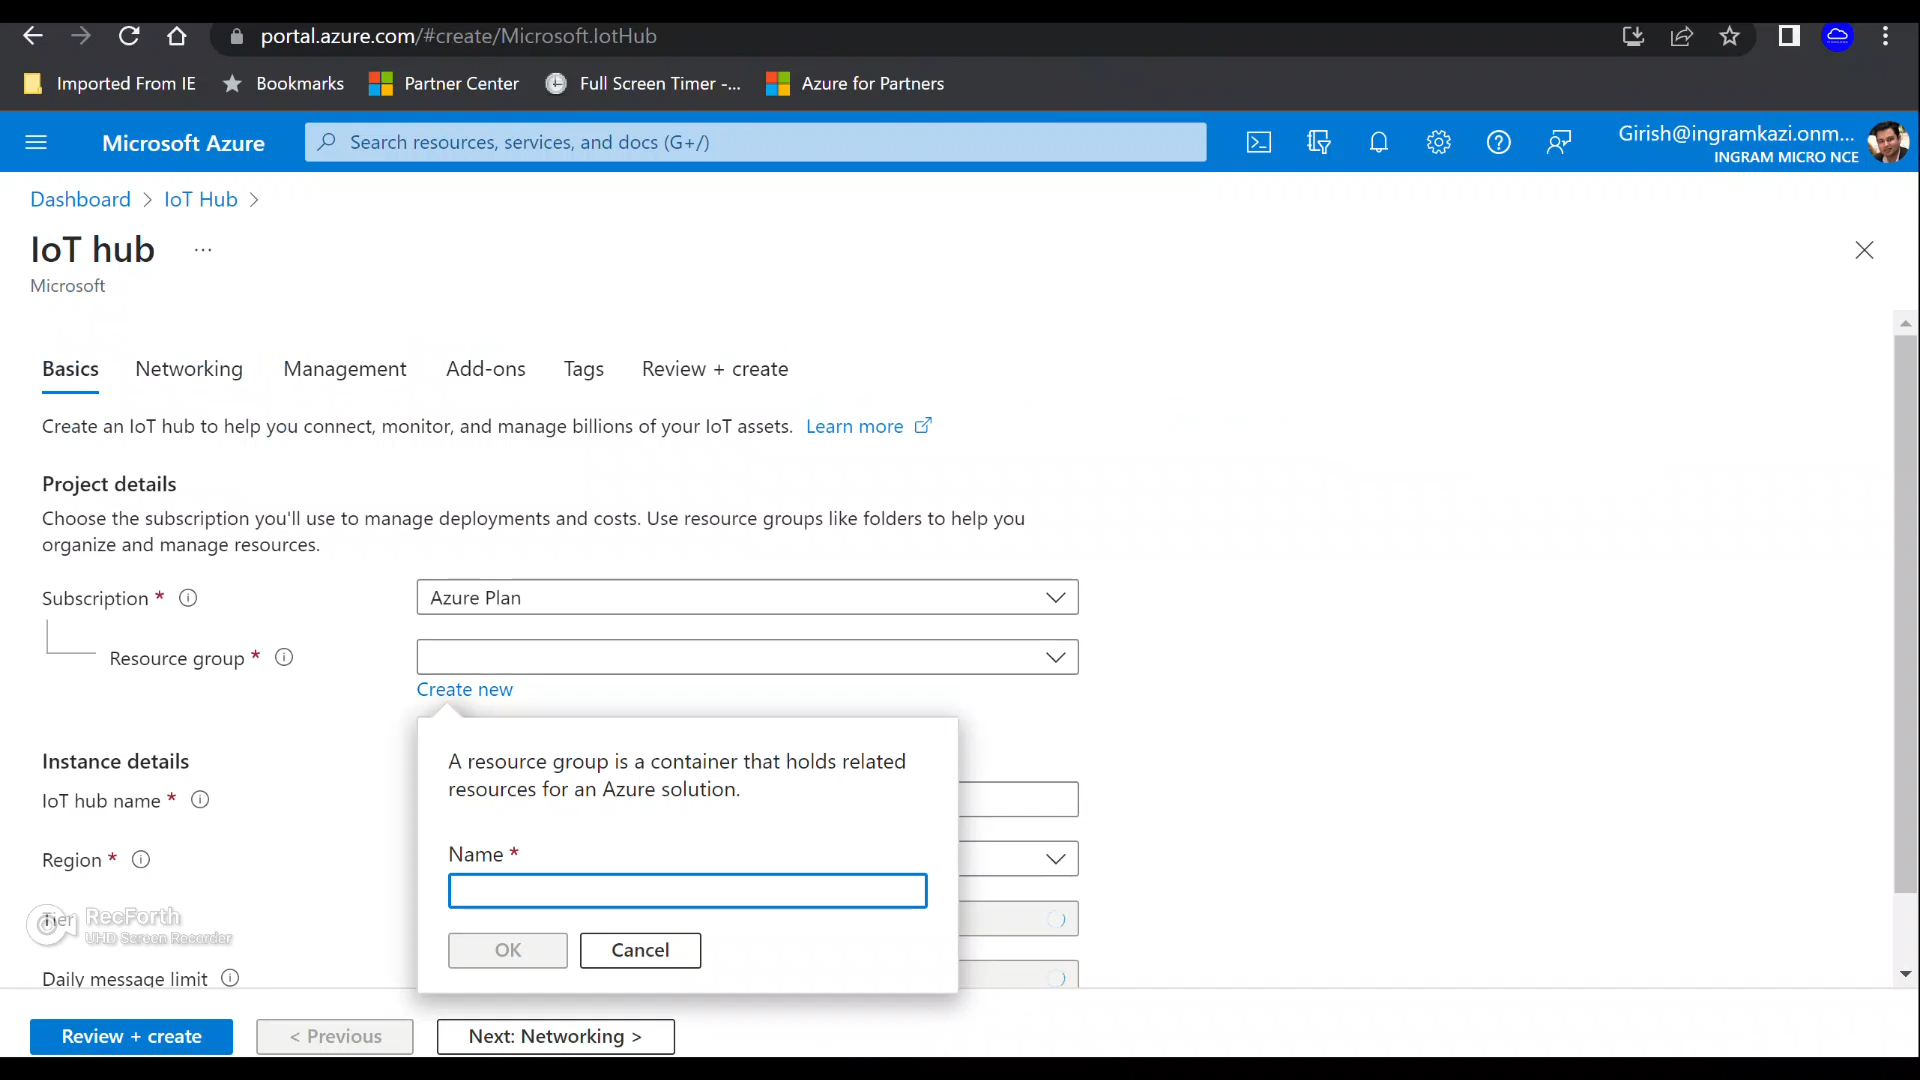 portal.azure.com/#create/Microsoft.IotHub
Imported From IE
Bookmarks
Partner Center
Full Screen Timer -...
Azure for Partners
Microsoft Azure
Search resources, services, and docs (G+/)
Girish@ingramkazi.onm...
INGRAM MICRO NCE
Dashboard > IoT Hub >
IoT hub ...
Microsoft
Basics
Networking
Management
Add-ons
Tags
Review + create
Create an IoT hub to help you connect, monitor, and manage billions of your IoT assets. Learn more
Project details
Choose the subscription you'll use to manage deployments and costs. Use resource groups like folders to help you
organize and manage resources.
Subscription *
Azure Plan
Resource group *
Create new
A resource group is a container that holds related
resources for an Azure solution.
Name *
OK
Cancel
Instance details
IoT hub name *
Region *
Tier
RecForth
UHD Screen Recorder
Daily message limit
Review + create
< Previous
Next: Networking >